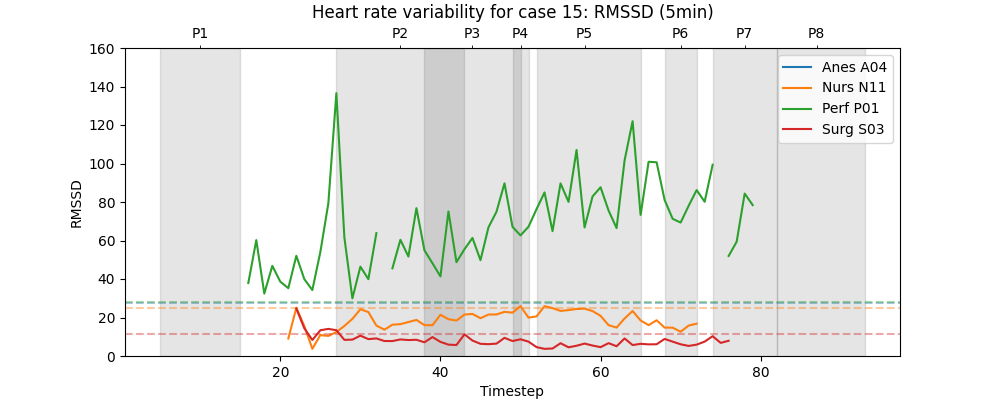 Heart rate variability for case 15: RMSSD (5min)
P1 P2 P3 P4 P5 P6 P7 P8
160
140
120
100
80
60
40
20
0
RMSSD
Anes A04
Nurs N11
Perf P01
Surg S03
20 40 60 80
Timestep